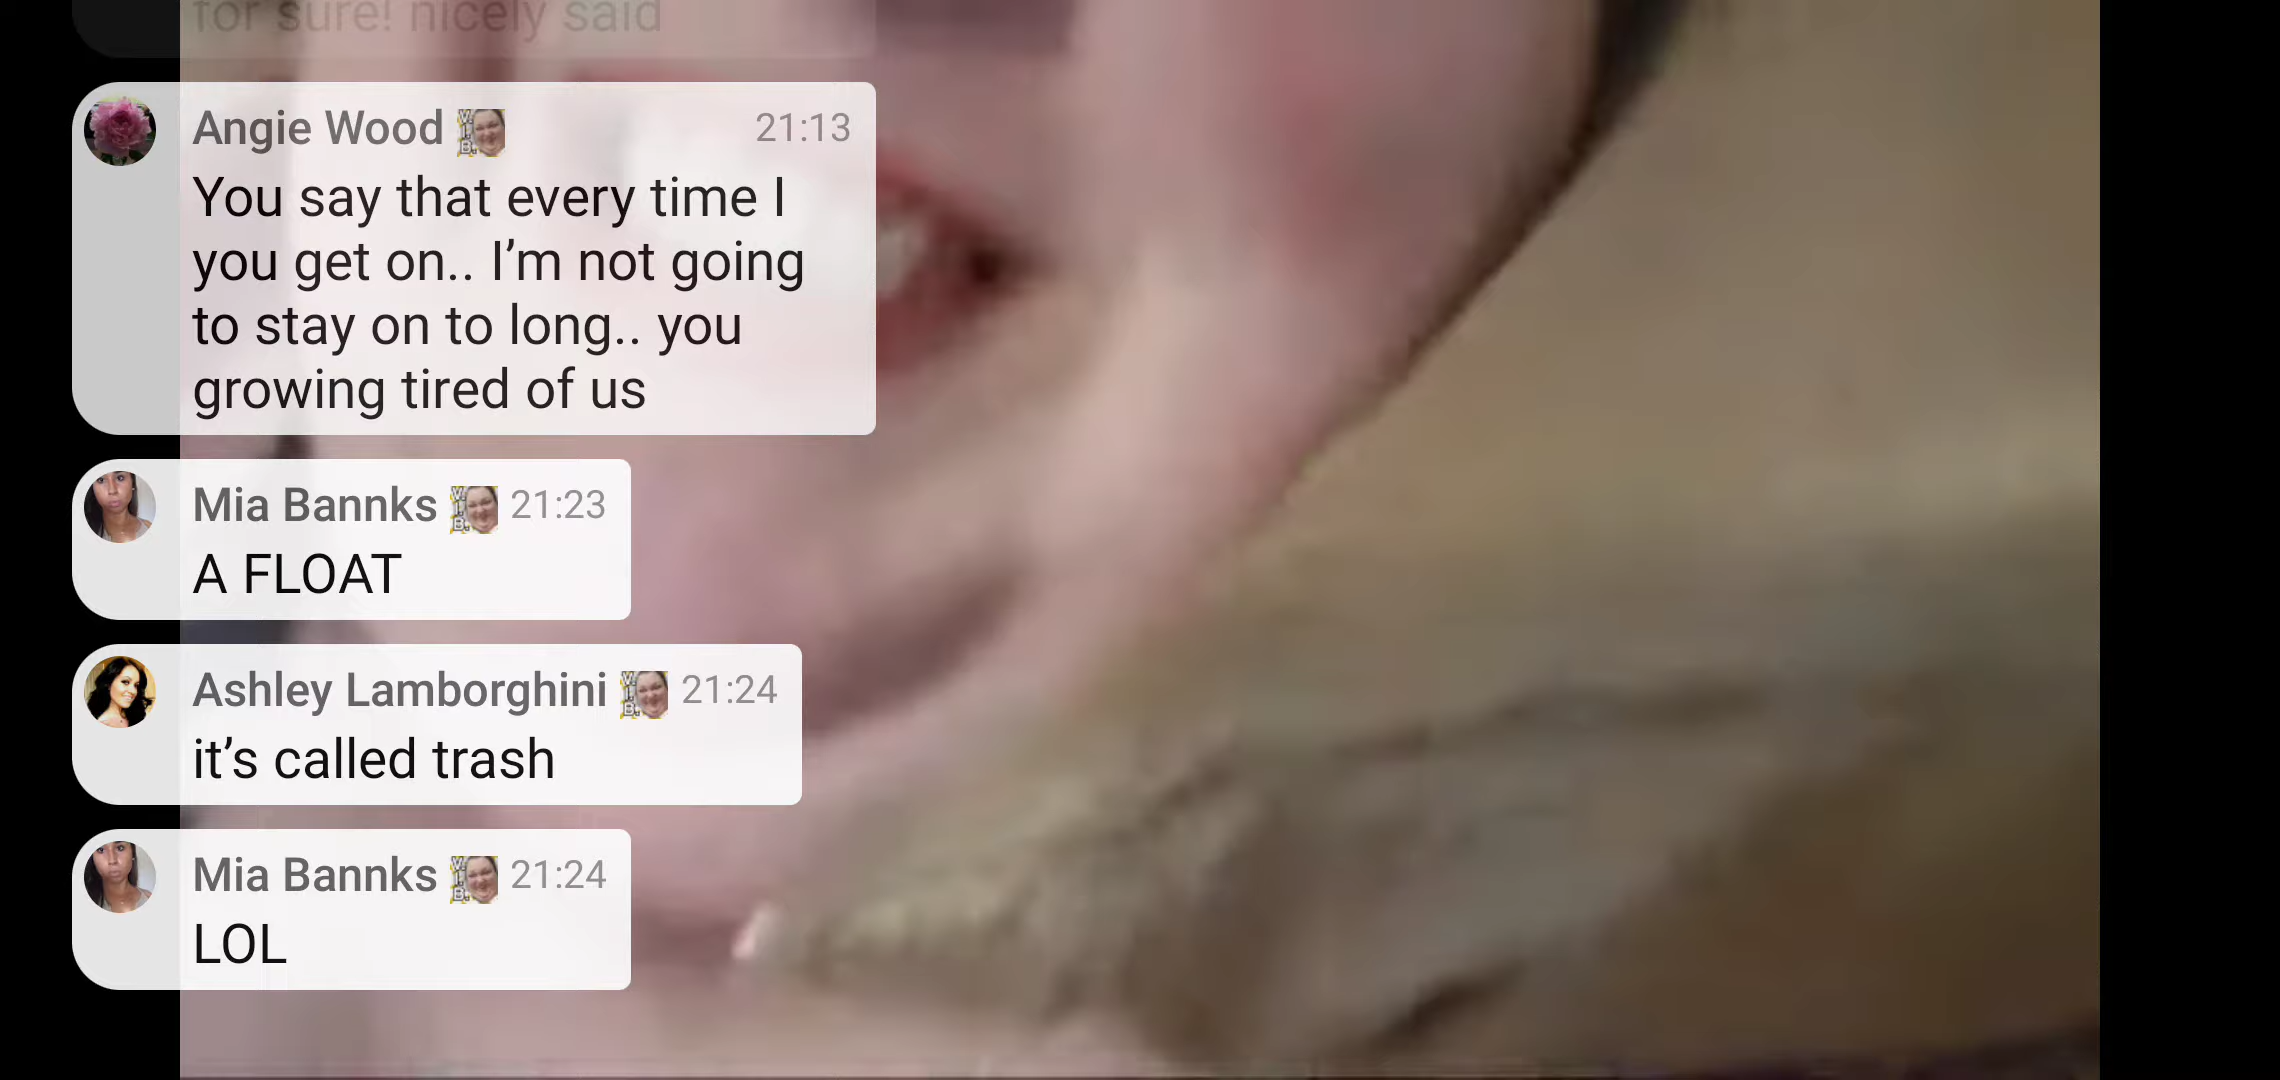 for sure! nicely said
Angie Wood 21:13
You say that every time I
you get on.. I’m not going
to stay on to long.. you
growing tired of us
Mia Bannks 21:23
A FLOAT
Ashley Lamborghini 21:24
it’s called trash
Mia Bannks 21:24
LOL